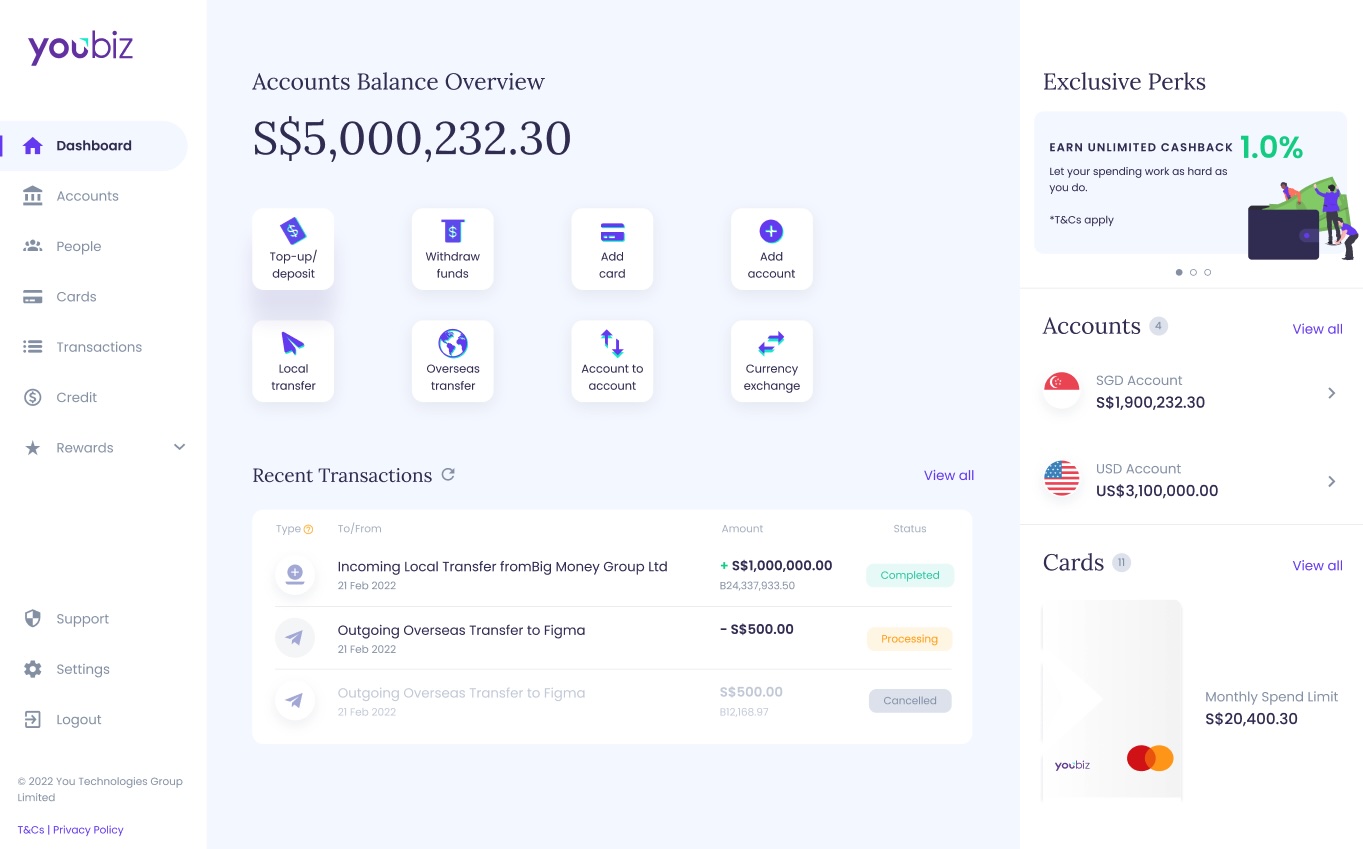 youbiz
Dashboard
Accounts
People
Cards
Transactions
Credit
Rewards
Support
Settings
Logout
© 2022 You Technologies Group
Limited
T&Cs | Privacy Policy
Accounts Balance Overview
S$5,000,232.30
Top-up/
deposit
Withdraw
funds
Add
card
Add
account
Local
transfer
Overseas
transfer
Account to
account
Currency
exchange
Recent Transactions
View all
Type To/From Amount Status
Incoming Local Transfer fromBig Money Group Ltd + S$1,000,000.00 Completed
21 Feb 2022 B24,337,933.50
Outgoing Overseas Transfer to Figma - S$500.00 Processing
21 Feb 2022
Outgoing Overseas Transfer to Figma S$500.00 Cancelled
21 Feb 2022 B12,168.97
Exclusive Perks
EARN UNLIMITED CASHBACK 1.0%
Let your spending work as hard as
you do.
*T&Cs apply
Accounts 4 View all
SGD Account
S$1,900,232.30
USD Account
US$3,100,000.00
Cards 11 View all
Monthly Spend Limit
S$20,400.30
youbiz